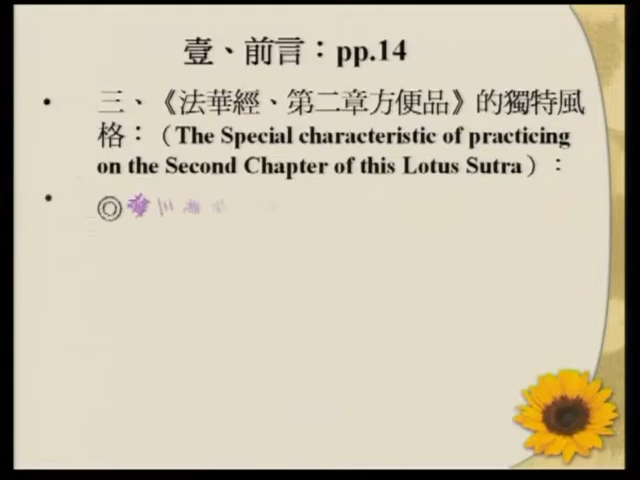 壹、前言：pp.14
• 三、《法華經、第二章方便品》的獨特風
格：（The Special characteristic of practicing
on the Second Chapter of this Lotus Sutra）：
• ◎